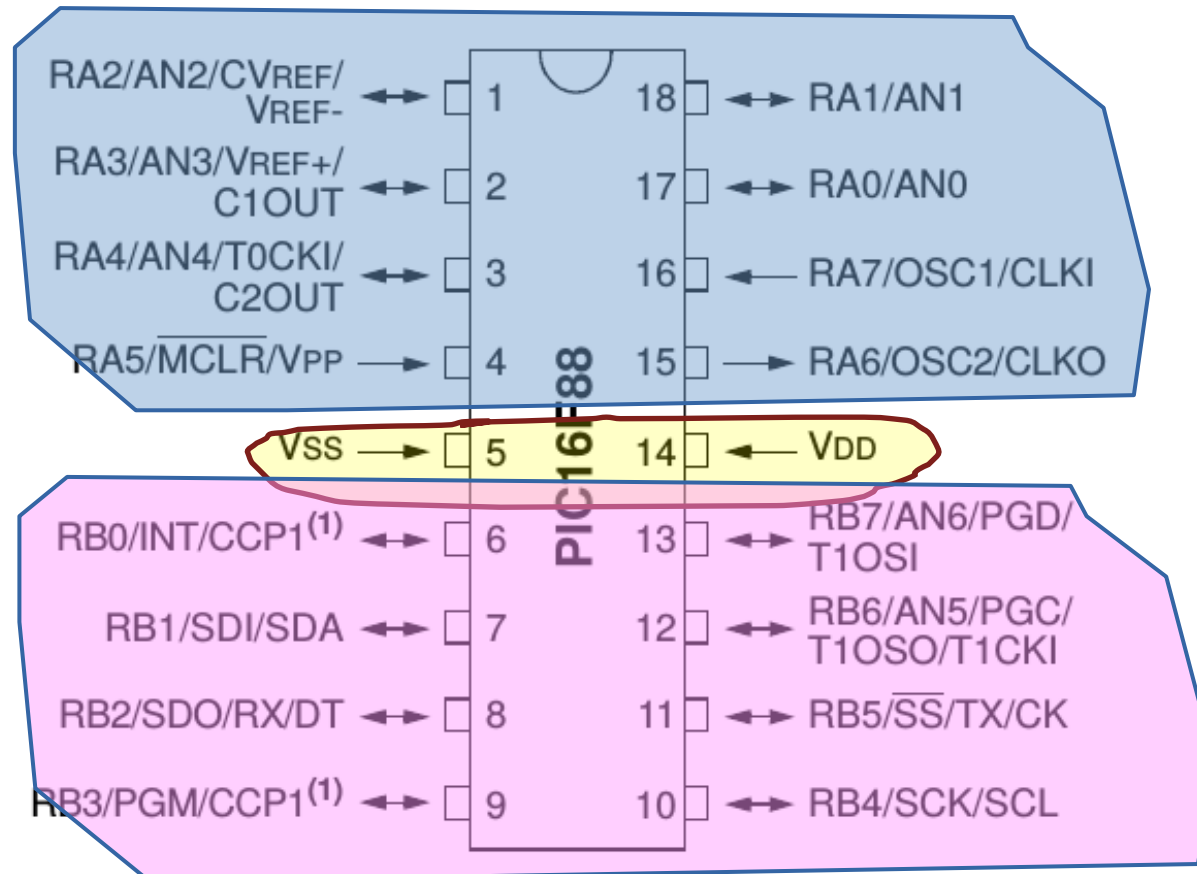 RA2/AN2/CVREF/
VREF-
1
18
RA1/AN1
RA3/AN3/VREF+/
C1OUT
2
17
RA0/AN0
RA4/AN4/T0CKI/
C2OUT
3
16
RA7/OSC1/CLKI
RA5/MCLR/VPP
4
15
RA6/OSC2/CLKO
PIC16F88
VSS
5
14
VDD
RB0/INT/CCP1(1)
6
13
RB7/AN6/PGD/
T1OSI
RB1/SDI/SDA
7
12
RB6/AN5/PGC/
T1OSO/T1CKI
RB2/SDO/RX/DT
8
11
RB5/SS/TX/CK
RB3/PGM/CCP1(1)
9
10
RB4/SCK/SCL